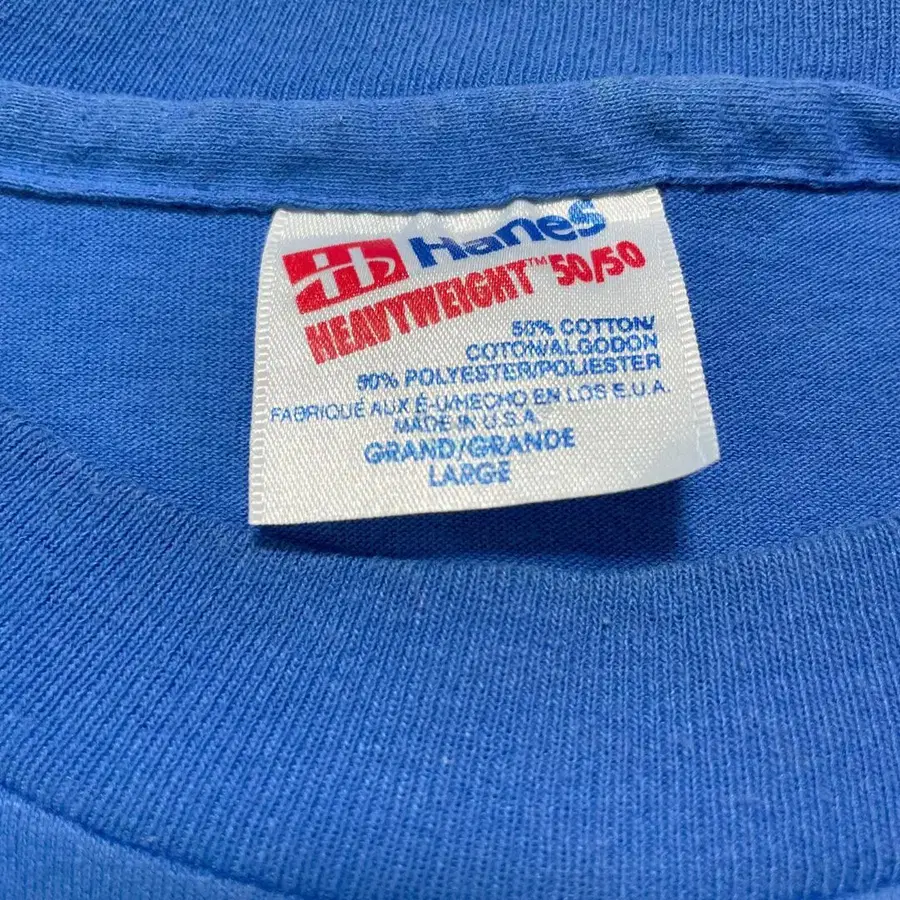 Hanes
HEAVYWEIGHT™ 50/50
50% COTTON/
COTON/ALGODON
50% POLYESTER/POLIESTER
FABRIQUÉ AUX É-U/HECHO EN LOS E.U.A.
MADE IN U.S.A.
GRAND/GRANDE
LARGE